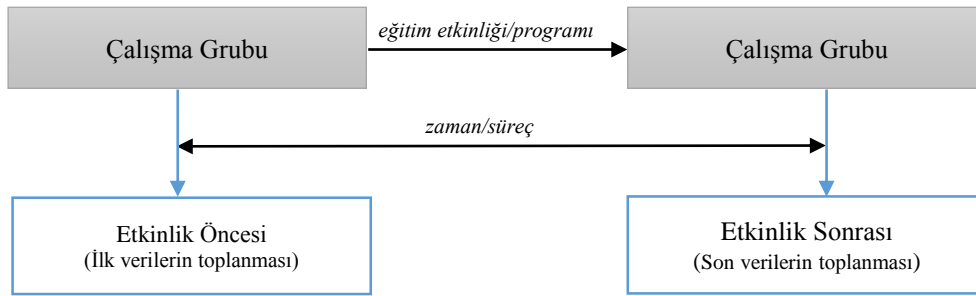 Çalışma Grubu
eğitim etkinliği/programı
Çalışma Grubu
zaman/süreç
Etkinlik Öncesi
(İlk verilerin toplanması)
Etkinlik Sonrası
(Son verilerin toplanması)